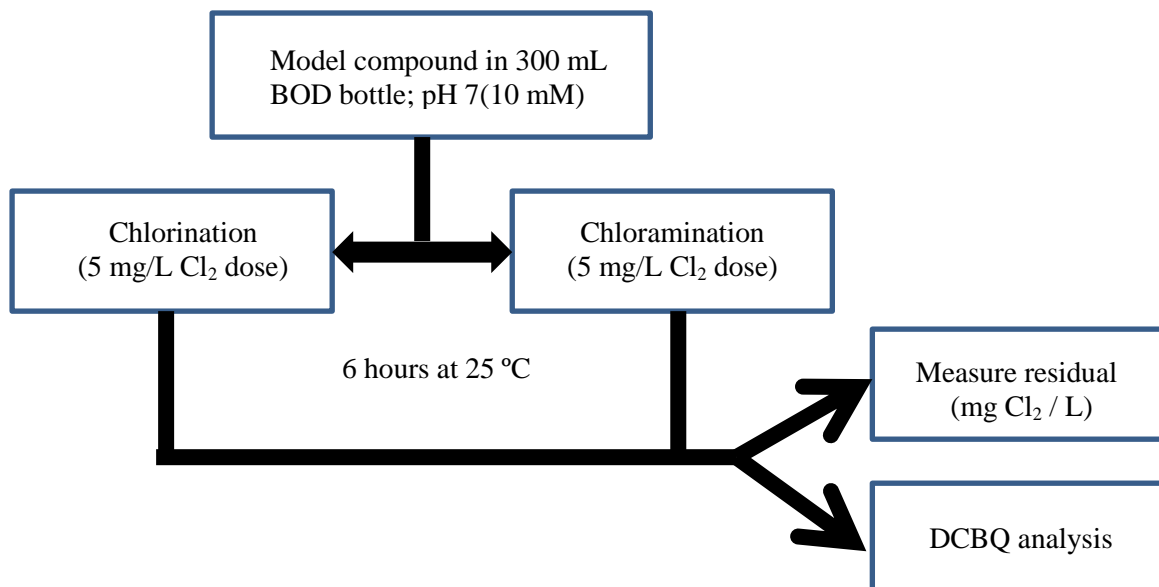 Model compound in 300 mL
BOD bottle; pH 7(10 mM)
Chlorination
(5 mg/L Cl₂ dose)
Chloramination
(5 mg/L Cl₂ dose)
6 hours at 25 ºC
Measure residual
(mg Cl₂ / L)
DCBQ analysis